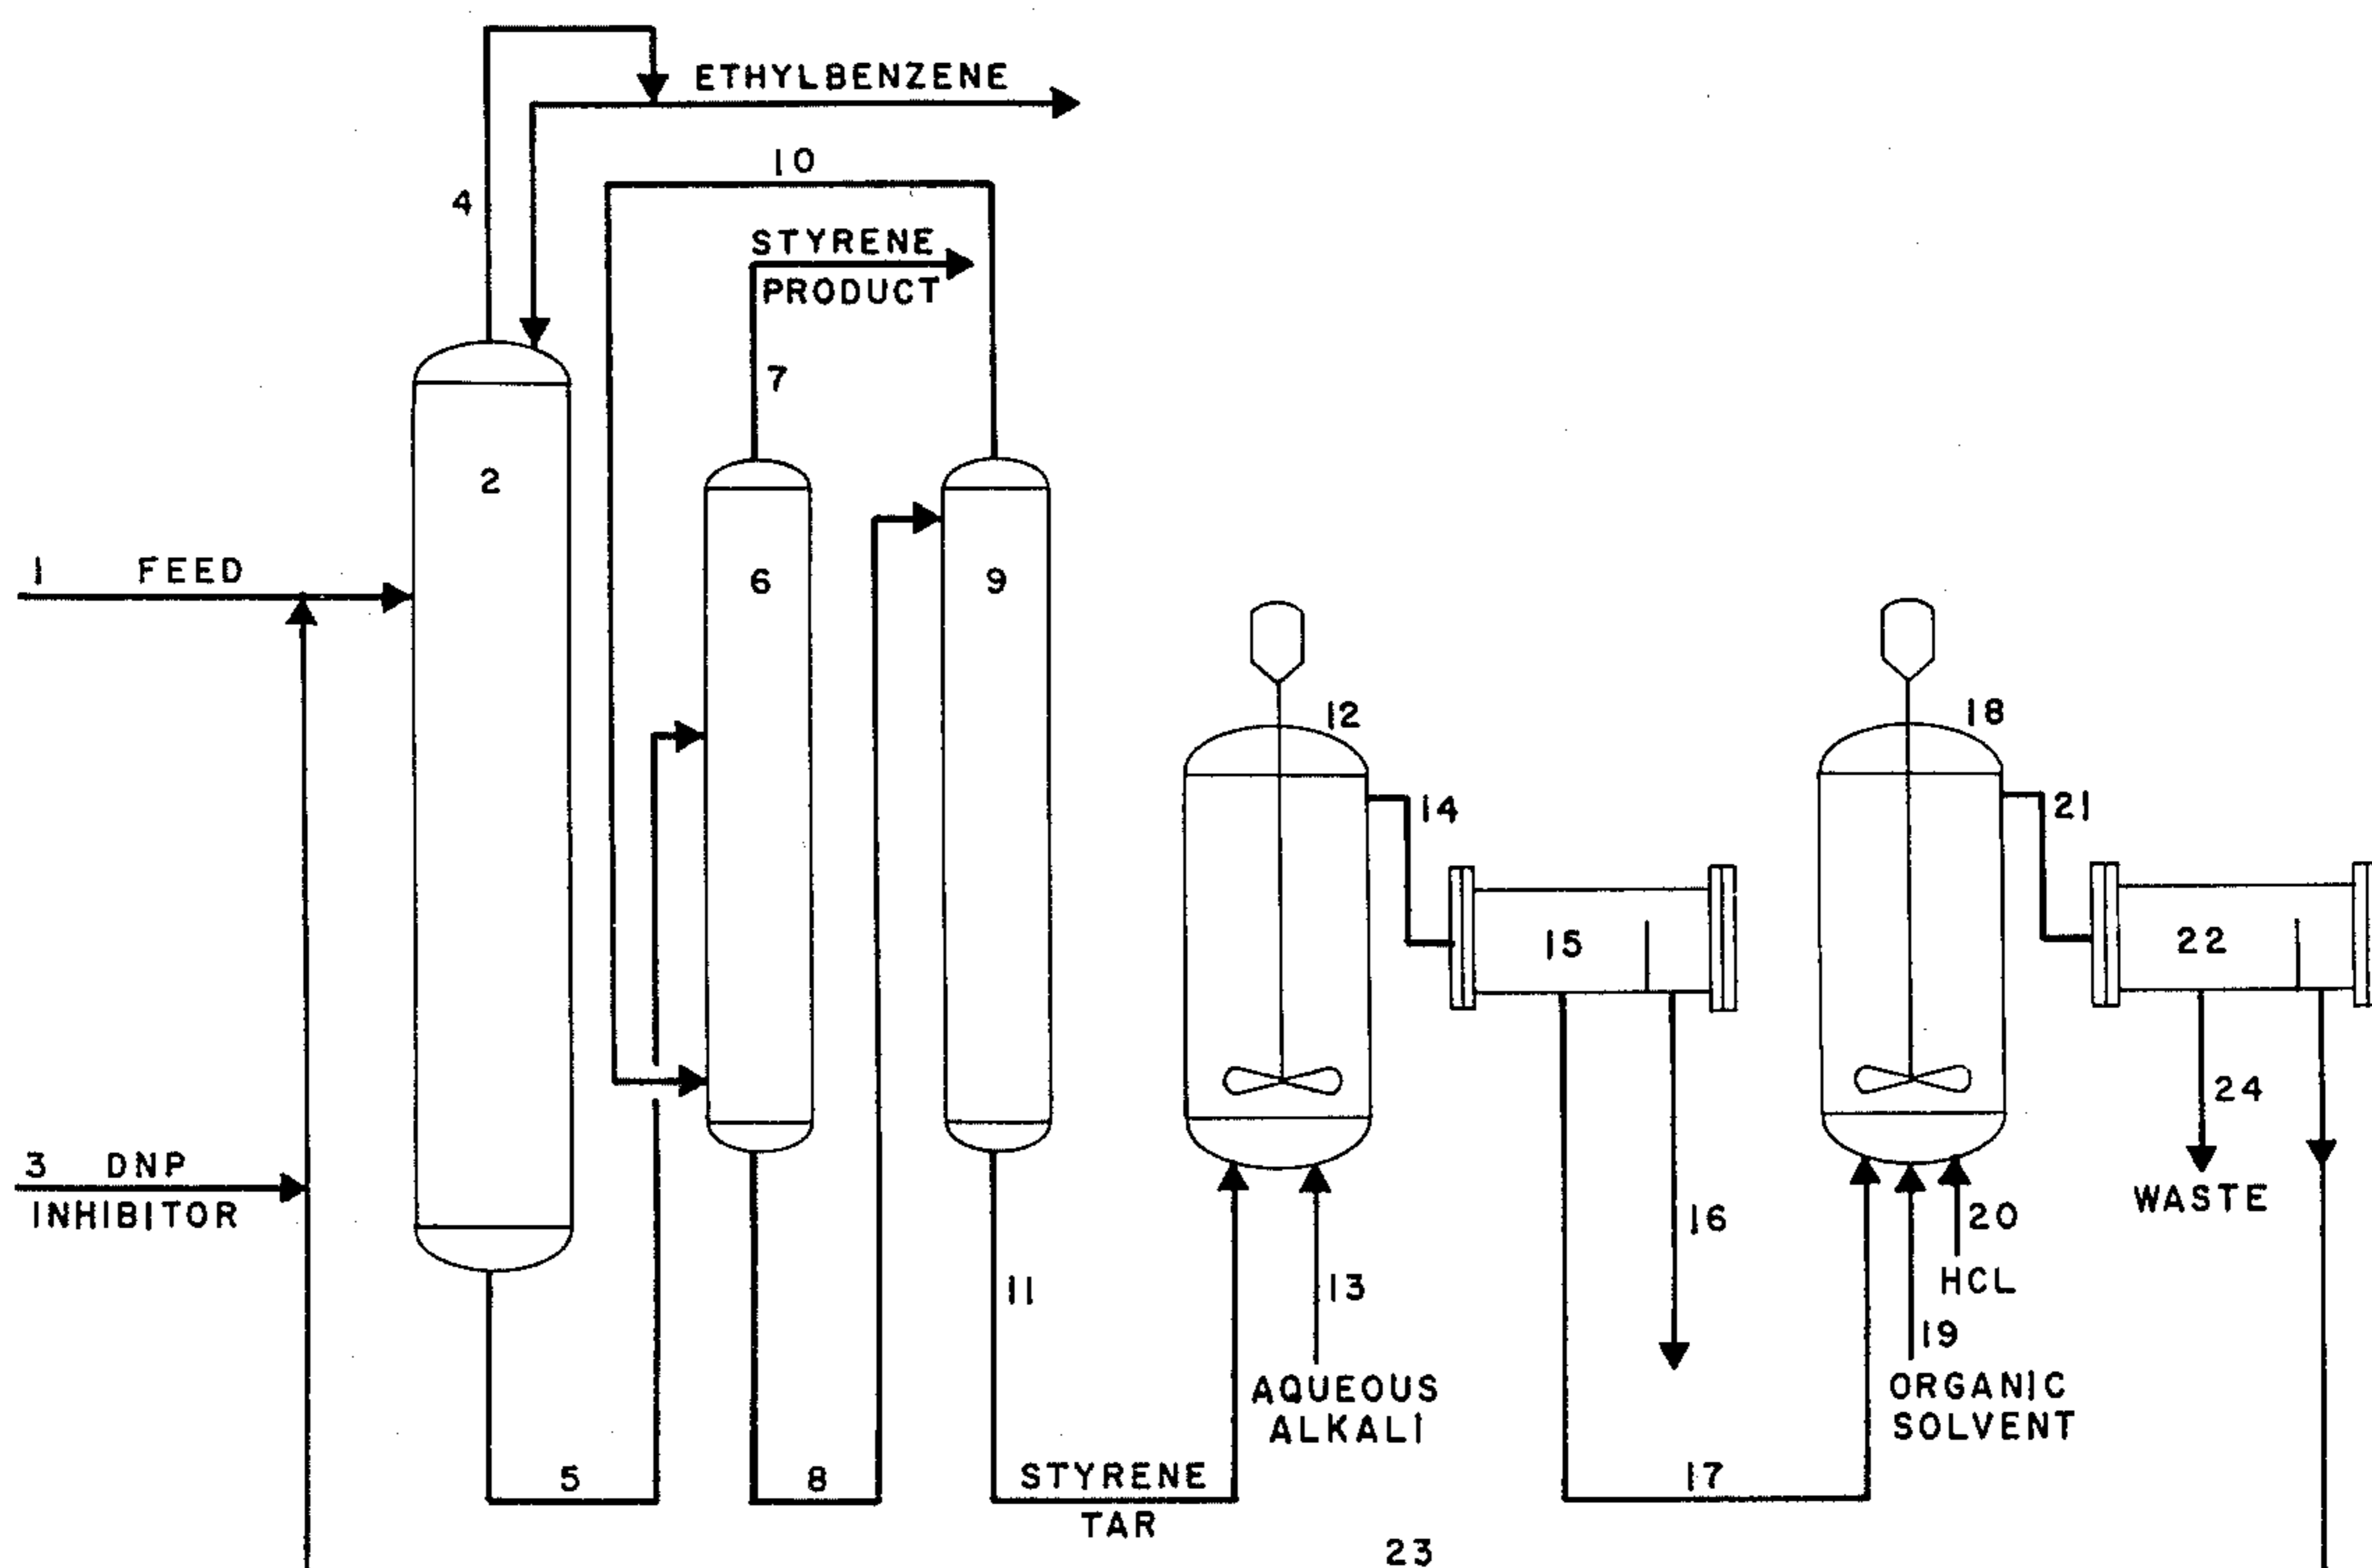 ETHYLBENZENE
10
4
STYRENE
PRODUCT
7
2
1 FEED
6
9
12
18
14
21
15
22
24
3 DNP
INHIBITOR
WASTE
16
20
11
13
HCL
19
AQUEOUS
ALKALI
ORGANIC
SOLVENT
5
8
STYRENE
TAR
17
23